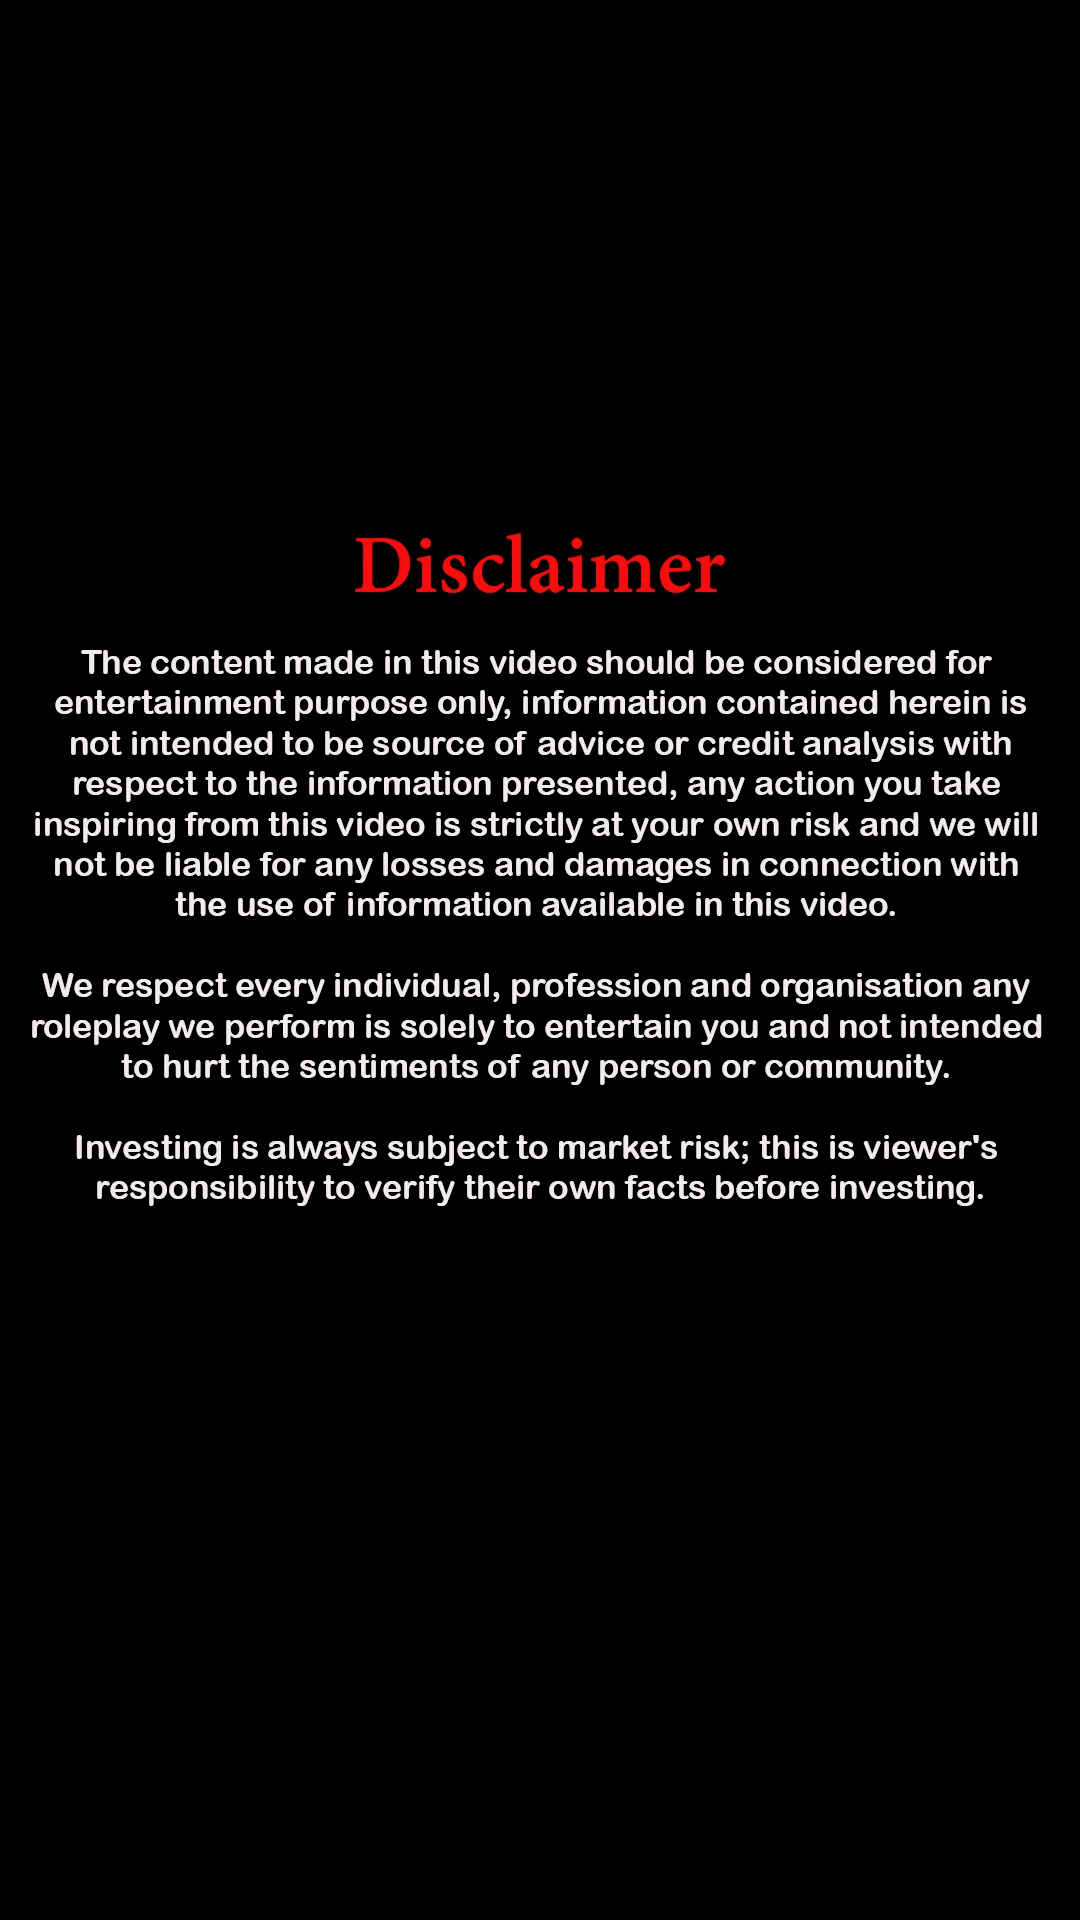 Disclaimer
The content made in this video should be considered for
entertainment purpose only, information contained herein is
not intended to be source of advice or credit analysis with
respect to the information presented, any action you take
inspiring from this video is strictly at your own risk and we will
not be liable for any losses and damages in connection with
the use of information available in this video.
We respect every individual, profession and organisation any
roleplay we perform is solely to entertain you and not intended
to hurt the sentiments of any person or community.
Investing is always subject to market risk; this is viewer's
responsibility to verify their own facts before investing.